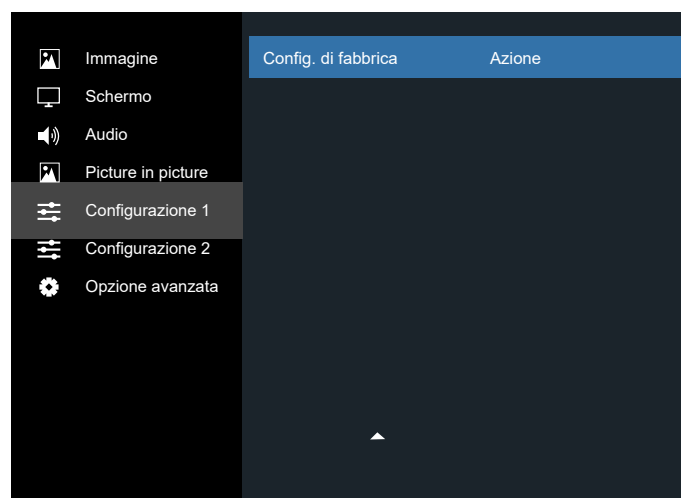 Immagine
Config. di fabbrica Azione
Schermo
Audio
Picture in picture
Configurazione 1
Configurazione 2
Opzione avanzata